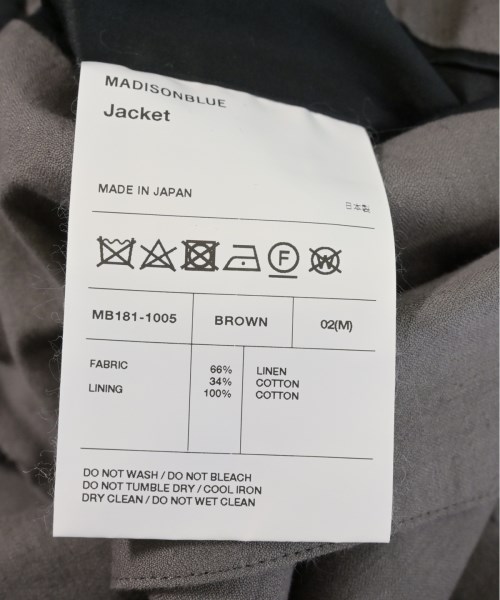 MADISONBLUE
Jacket
MADE IN JAPAN
日本製
F
W
MB181-1005 BROWN 02(M)
FABRIC 66% LINEN
34% COTTON
LINING 100% COTTON
DO NOT WASH / DO NOT BLEACH
DO NOT TUMBLE DRY / COOL IRON
DRY CLEAN / DO NOT WET CLEAN